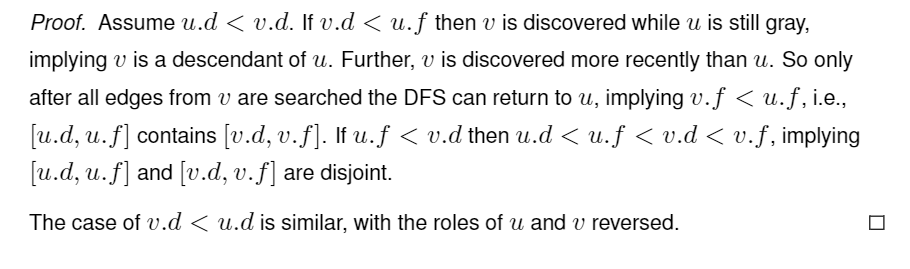 Proof. Assume u.d < v.d. If v.d < u.f then v is discovered while u is still gray,
implying v is a descendant of u. Further, v is discovered more recently than u. So only
after all edges from v are searched the DFS can return to u, implying v.f < u.f, i.e.,
[u.d, u.f] contains [v.d, v.f]. If u.f < v.d then u.d < u.f < v.d < v.f, implying
[u.d, u.f] and [v.d, v.f] are disjoint.
The case of v.d < u.d is similar, with the roles of u and v reversed. □